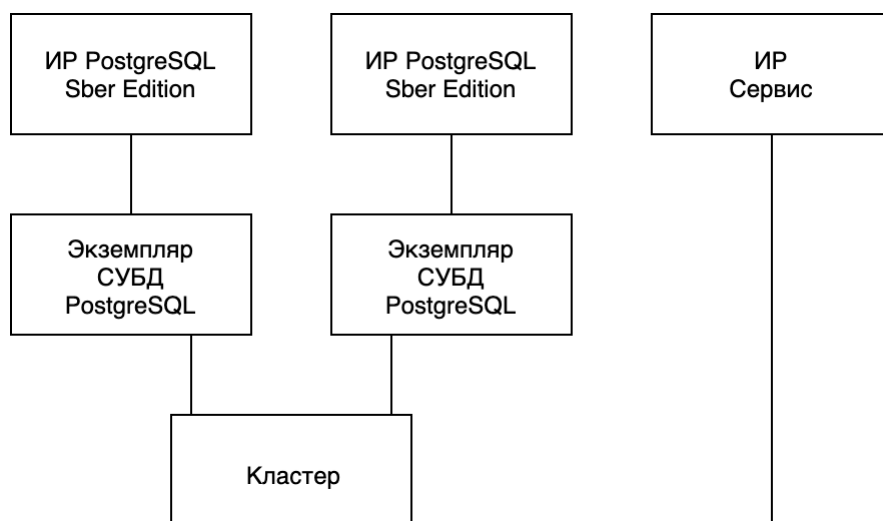 ИР PostgreSQL
Sber Edition
ИР PostgreSQL
Sber Edition
ИР
Сервис
Экземпляр
СУБД
PostgreSQL
Экземпляр
СУБД
PostgreSQL
Кластер